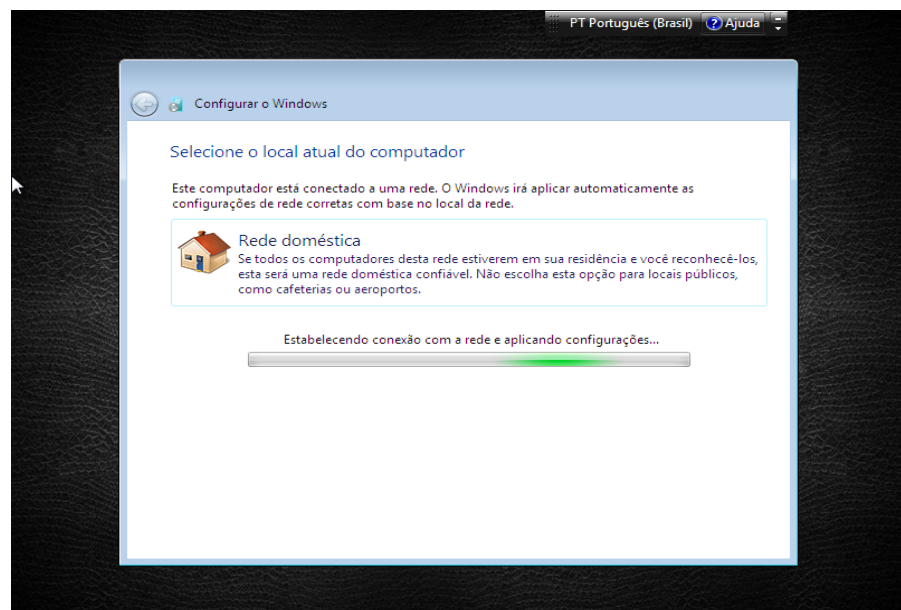 PT Português (Brasil) Ajuda
Configurar o Windows
Selecione o local atual do computador
Este computador está conectado a uma rede. O Windows irá aplicar automaticamente as
configurações de rede corretas com base no local da rede.
Rede doméstica
Se todos os computadores desta rede estiverem em sua residência e você reconhecê-los,
esta será uma rede doméstica confiável. Não escolha esta opção para locais públicos,
como cafeterias ou aeroportos.
Estabelecendo conexão com a rede e aplicando configurações...